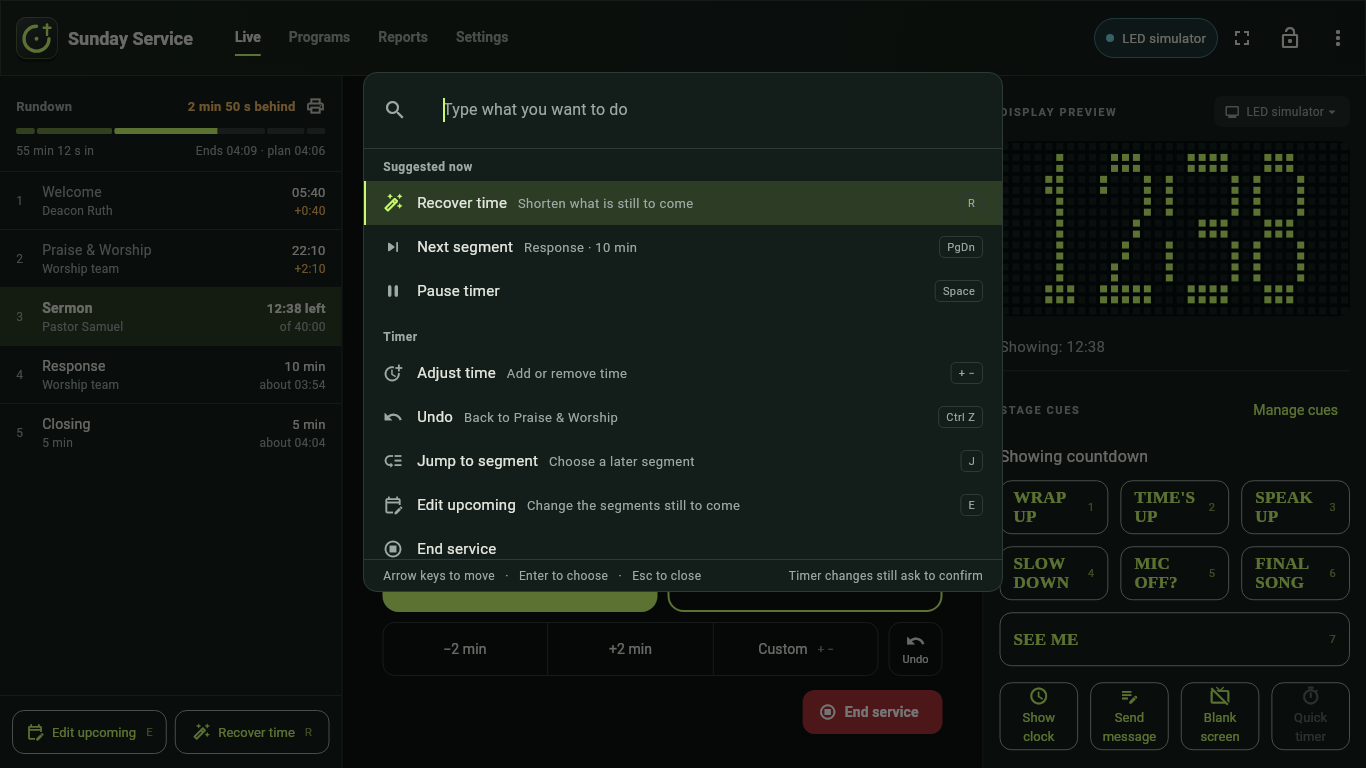 Sunday Service
Live
Programs
Reports
Settings
LED simulator
Rundown
2 min 50 s behind
55 min 12 s in
Ends 04:09 · plan 04:06
1
Welcome
05:40
Deacon Ruth
+0:40
2
Praise & Worship
22:10
Worship team
+2:10
3
Sermon
12:38 left
Pastor Samuel
of 40:00
4
Response
10 min
Worship team
about 03:54
5
Closing
5 min
5 min
about 04:04
Edit upcoming E
Recover time R
Type what you want to do
Suggested now
Recover time Shorten what is still to come R
Next segment Response · 10 min PgDn
Pause timer Space
Timer
Adjust time Add or remove time + −
Undo Back to Praise & Worship Ctrl Z
Jump to segment Choose a later segment J
Edit upcoming Change the segments still to come E
End service
Arrow keys to move · Enter to choose · Esc to close
Timer changes still ask to confirm
−2 min
+2 min
Custom + −
Undo
End service
DISPLAY PREVIEW
LED simulator
12:38
Showing: 12:38
STAGE CUES
Manage cues
Showing countdown
WRAP
UP
1
TIME'S
UP
2
SPEAK
UP
3
SLOW
DOWN
4
MIC
OFF?
5
FINAL
SONG
6
SEE ME
7
Show
clock
Send
message
Blank
screen
Quick
timer